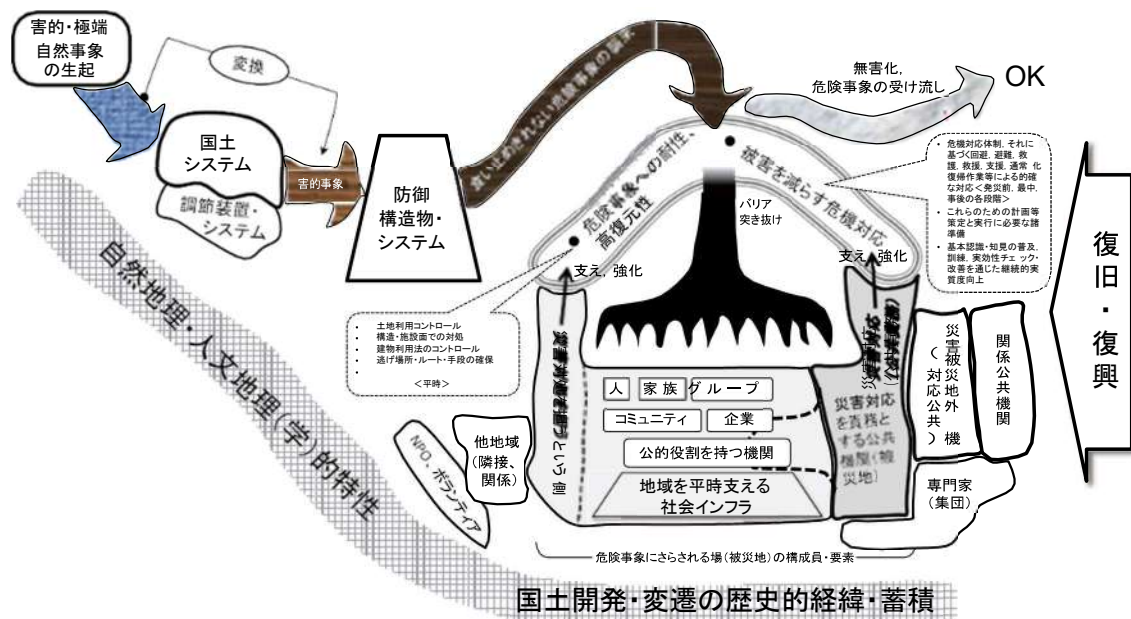 害的・極端
自然事象
の生起
変換
国土
システム
調節装置・
システム
害的事象
防御
構造物・
システム
食い止めきれない危険事象の襲来
無害化,
危険事象の受け流し
OK
危険事象への耐性、
高復元性
被害を減らす危機対応
バリア
突き抜け
支え, 強化
支え, 強化
• 危機対応体制, それに
基づく回避, 避難, 救
護, 救援, 支援, 通常 化
復帰作業等による的確
な対応<発災前, 最中,
事後の各段階>
• これらのための計画等
策定と実行に必要な諸
準備
• 基本認識・知見の普及,
訓練, 実効性チェック・
改善を通じた継続的実
質度向上
• 土地利用コントロール
• 構造・施設面での対処
• 建物利用法のコントロール
• 逃げ場所・ルート・手段の確保
•
<平時>
人 家族 グループ
コミュニティ 企業
公的役割を持つ機関
地域を平時支える
社会インフラ
という側
災害対応
を責務と
する公共
災地)
災害被災地外
(対応公共)
機
関係公共機関
専門家
(集団)
他地域
(隣接、
関係)
NPO、ボランティア
危険事象にさらされる場(被災地)の構成員・要素
復旧・復興
自然地理・人文地理(学)的特性
国土開発・変遷の歴史的経緯・蓄積